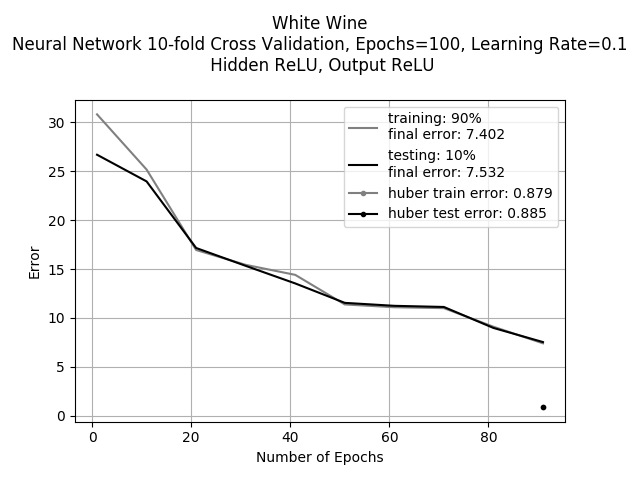 White Wine
Neural Network 10-fold Cross Validation, Epochs=100, Learning Rate=0.1
Hidden ReLU, Output ReLU
training: 90%
final error: 7.402
testing: 10%
final error: 7.532
huber train error: 0.879
huber test error: 0.885
Error
30
25
20
15
10
5
0
0 20 40 60 80
Number of Epochs